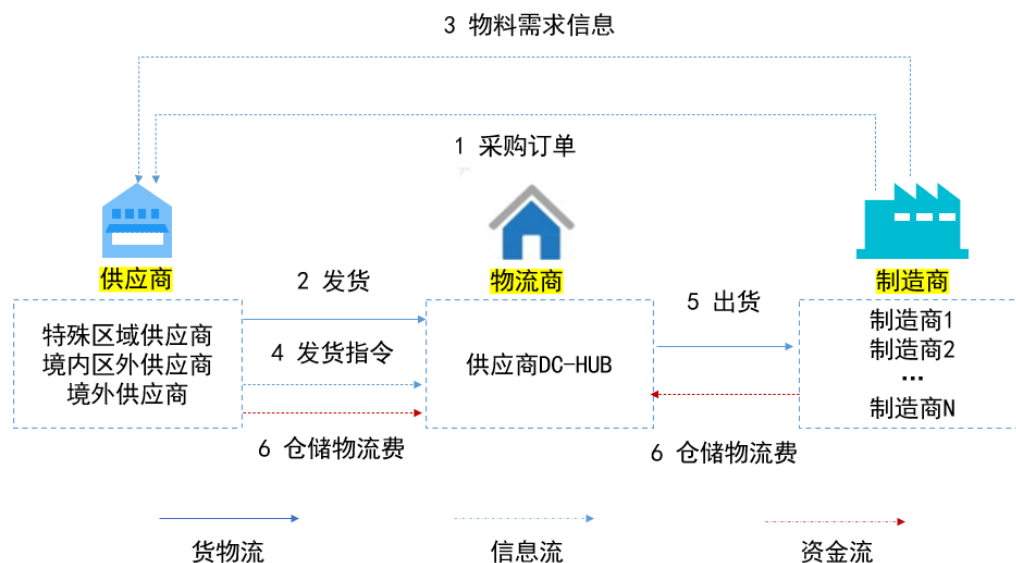 3 物料需求信息
1 采购订单
供应商
物流商
制造商
2 发货
5 出货
特殊区域供应商
境内区外供应商
境外供应商
4 发货指令
供应商DC-HUB
制造商1
制造商2
…
制造商N
6 仓储物流费
6 仓储物流费
货物流
信息流
资金流